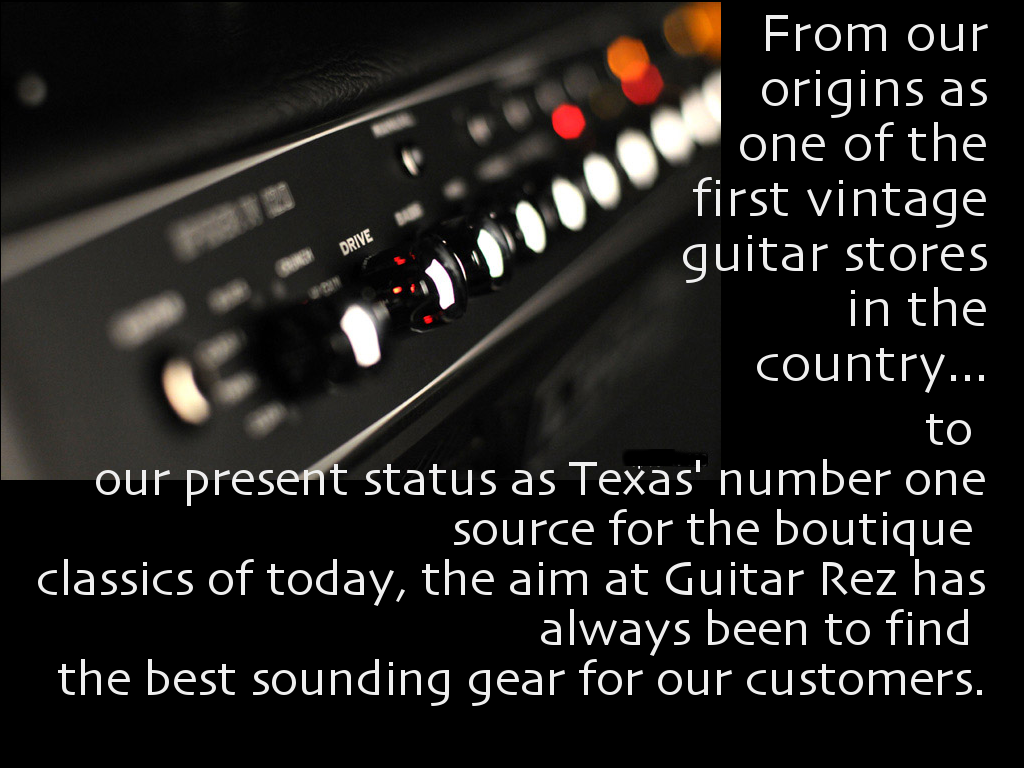 From our
origins as
one of the
first vintage
guitar stores
in the
country...
to
our present status as Texas' number one
source for the boutique
classics of today, the aim at Guitar Rez has
always been to find
the best sounding gear for our customers.
DRIVE